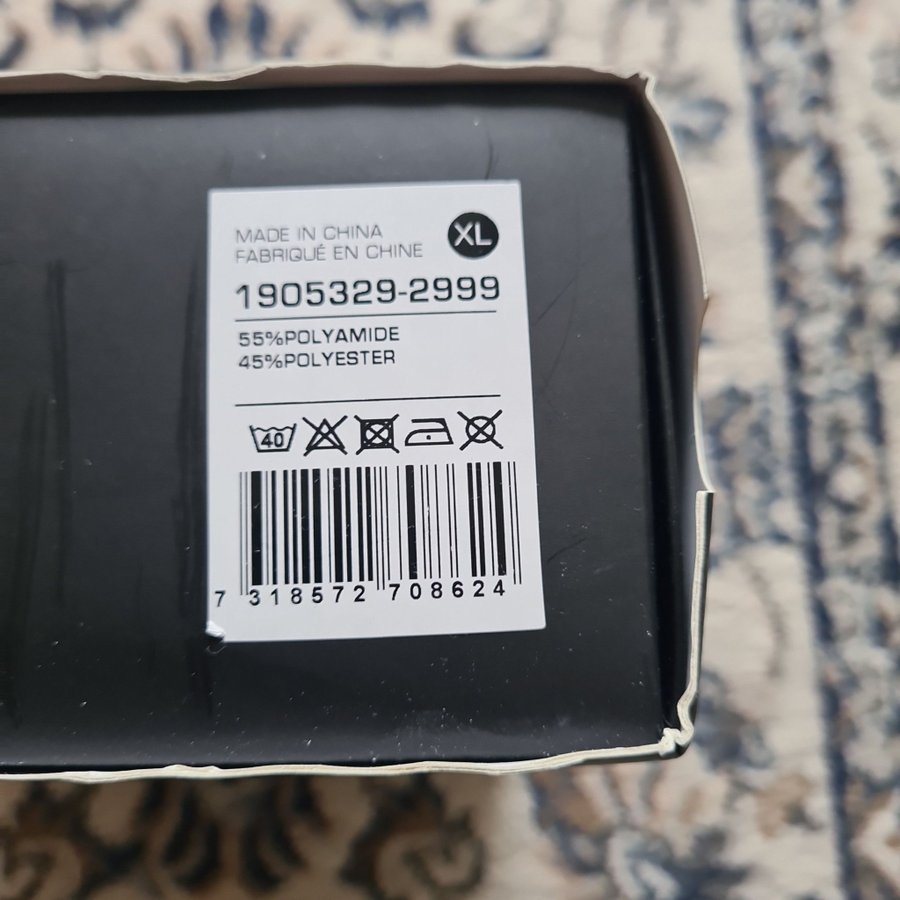 MADE IN CHINA
FABRIQUÉ EN CHINE
XL
1905329-2999
55%POLYAMIDE
45%POLYESTER
40
7 318572 708624